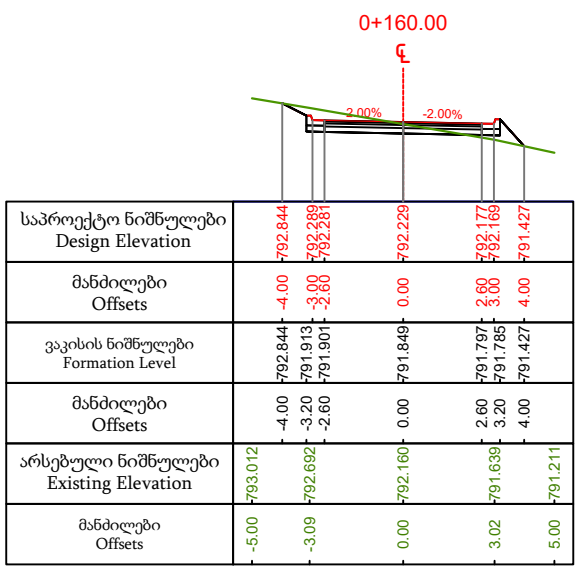 0+160.00
℄
2.00% -2.00%
საპროექტო ნიშნულები
Design Elevation
792.844 792.289 792.281 792.229 792.177 792.169 791.427
მანძილები
Offsets
-4.00 -3.00 -2.60 0.00 2.60 3.00 4.00
ვაკისის ნიშნულები
Formation Level
792.844 791.913 791.901 791.849 791.797 791.785 791.427
მანძილები
Offsets
-4.00 -3.20 -2.60 0.00 2.60 3.20 4.00
არსებული ნიშნულები
Existing Elevation
793.012 792.692 792.160 791.639 791.211
მანძილები
Offsets
-5.00 -3.09 0.00 3.02 5.00